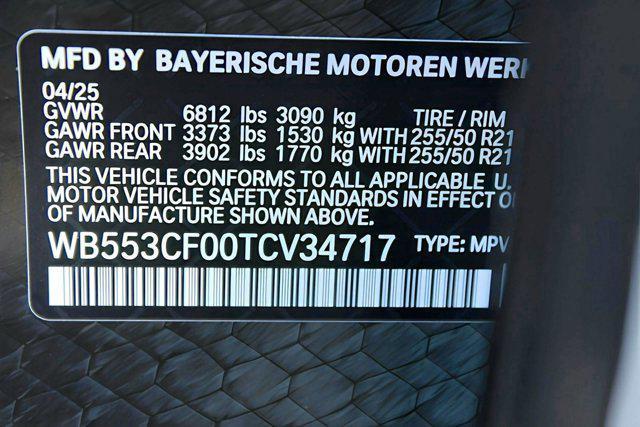 MFD BY BAYERISCHE MOTOREN
04/25
GVWR 6812 lbs 3090 kg TIRE / RIM
GAWR FRONT 3373 lbs 1530 kg WITH 255/50 R21
GAWR REAR 3902 lbs 1770 kg WITH 255/50 R21
THIS VEHICLE CONFORMS TO ALL APPLICABLE U.
MOTOR VEHICLE SAFETY STANDARDS IN EFFECT
OF MANUFACTURE SHOWN ABOVE.
WB553CF00TCV34717 TYPE: MPV